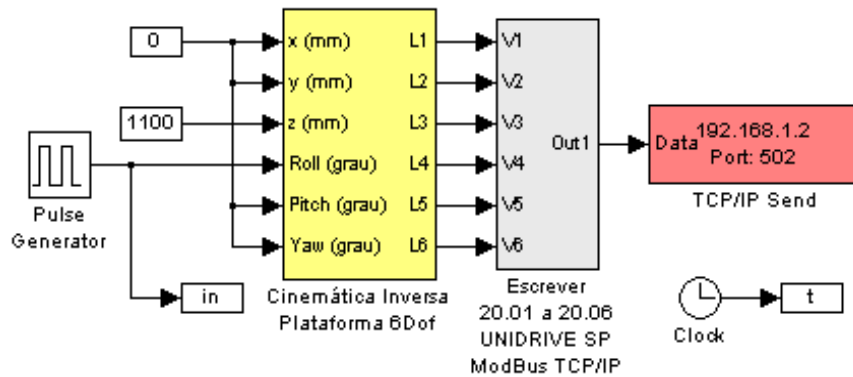 0
1100
Pulse
Generator
in
x (mm)
y (mm)
z (mm)
Roll (grau)
Pitch (grau)
Yaw (grau)
L1
L2
L3
L4
L5
L6
Cinemática Inversa
Plataforma 6Dof
V1
V2
V3
V4
V5
V6
Out1
Escrever
20.01 a 20.06
UNIDRIVE SP
ModBus TCP/IP
Data
192.168.1.2
Port: 502
TCP/IP Send
Clock
t